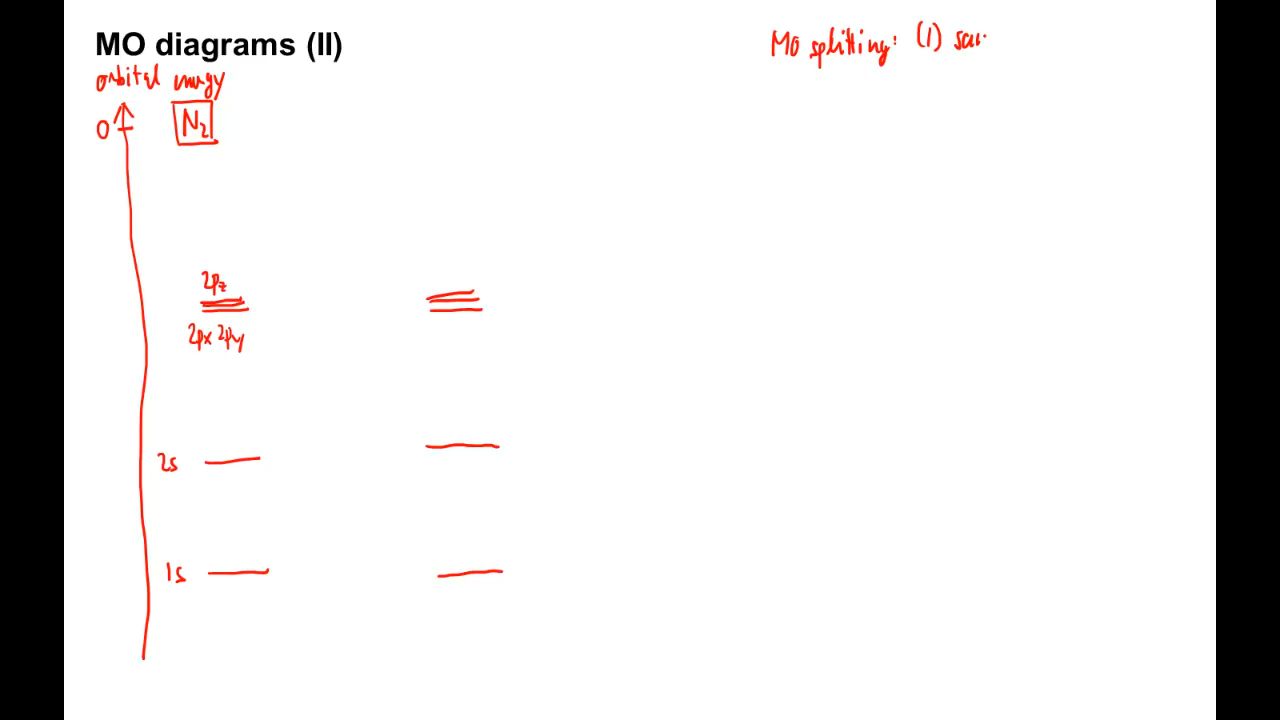 MO diagrams (II)
MO splitting: (1)
orbital energy
0
N₂
2pz
2px 2py
2s
1s